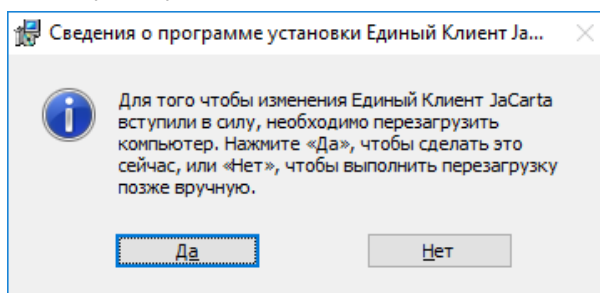 Сведения о программе установки Единый Клиент Ja...
Для того чтобы изменения Единый Клиент JaCarta
вступили в силу, необходимо перезагрузить
компьютер. Нажмите «Да», чтобы сделать это
сейчас, или «Нет», чтобы выполнить перезагрузку
позже вручную.
Да
Нет